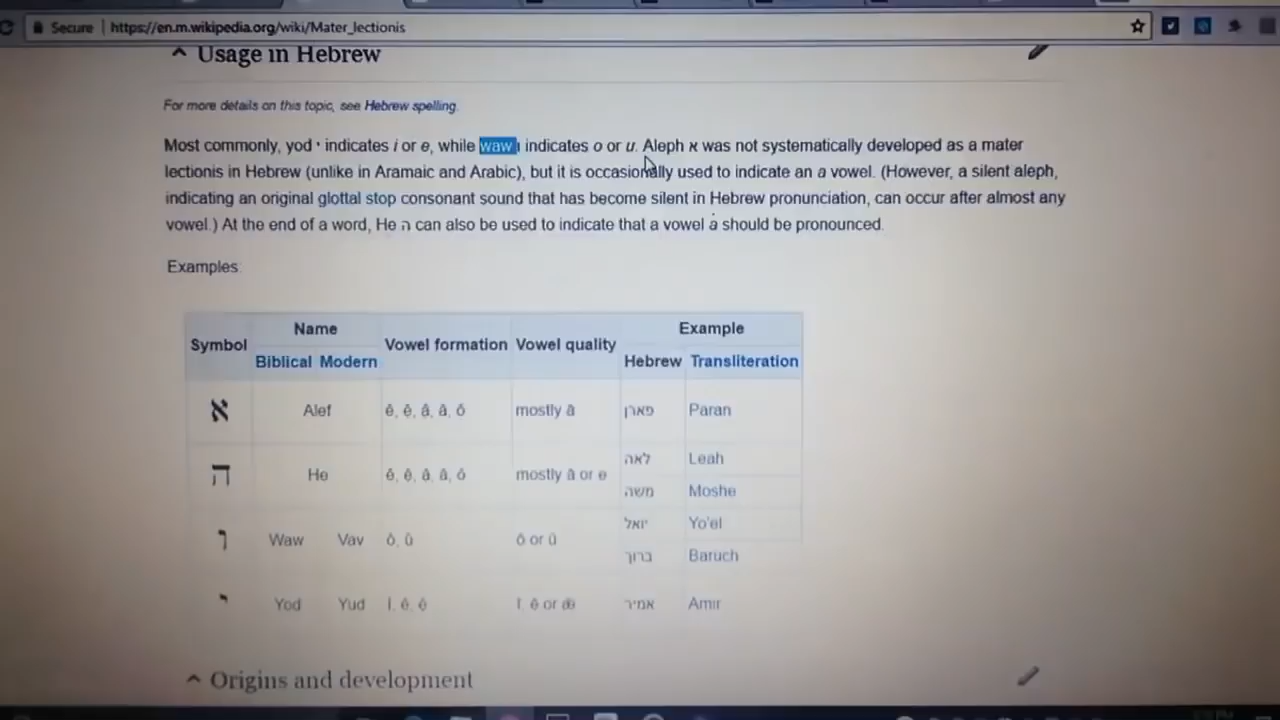 Secure | https://en.m.wikipedia.org/wiki/Mater_lectionis
Usage in Hebrew
For more details on this topic, see Hebrew spelling.
Most commonly, yod י indicates i or e, while waw ו indicates o or u. Aleph א was not systematically developed as a mater
lectionis in Hebrew (unlike in Aramaic and Arabic), but it is occasionally used to indicate an a vowel. (However, a silent aleph,
indicating an original glottal stop consonant sound that has become silent in Hebrew pronunciation, can occur after almost any
vowel.) At the end of a word, He ה can also be used to indicate that a vowel a should be pronounced.
Examples:
Symbol Name Vowel formation Vowel quality Example
Biblical Modern Hebrew Transliteration
א Alef ê, ệ, ậ, â, ô mostly ā פארן Paran
ה He ê, ệ, ậ, â, ô mostly ā or e לאה Leah
משה Moshe
ו Waw Vav ô, û ō or ū יואל Yo'el
ברוך Baruch
י Yod Yud î, ê, ệ אמיר Amir
Origins and development